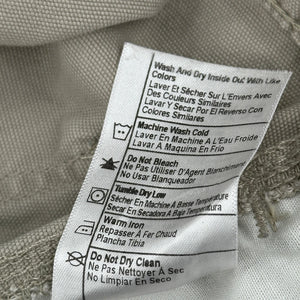 Wash And Dry Inside Out With Like
Colors
Laver Et Sécher Sur L'Envers Avec
Des Couleurs Similaires
Lavar Y Secar Por El Reverso Con
Colores Similares
Machine Wash Cold
Laver En Machine A L'Eau Froide
Lavar A Maquina En Frio
Do Not Bleach
Ne Pas Utiliser D'Agent Blanchiment
No Usar Blanqueador
Tumble Dry Low
Sécher En Machine A Basse Temperature
Secar En Secadora A Baja Temperatura
Warm Iron
Repasser À Fer Chaud
Plancha Tibia
Do Not Dry Clean
Ne Pas Nettoyer À Sec
No Limpiar En Seco